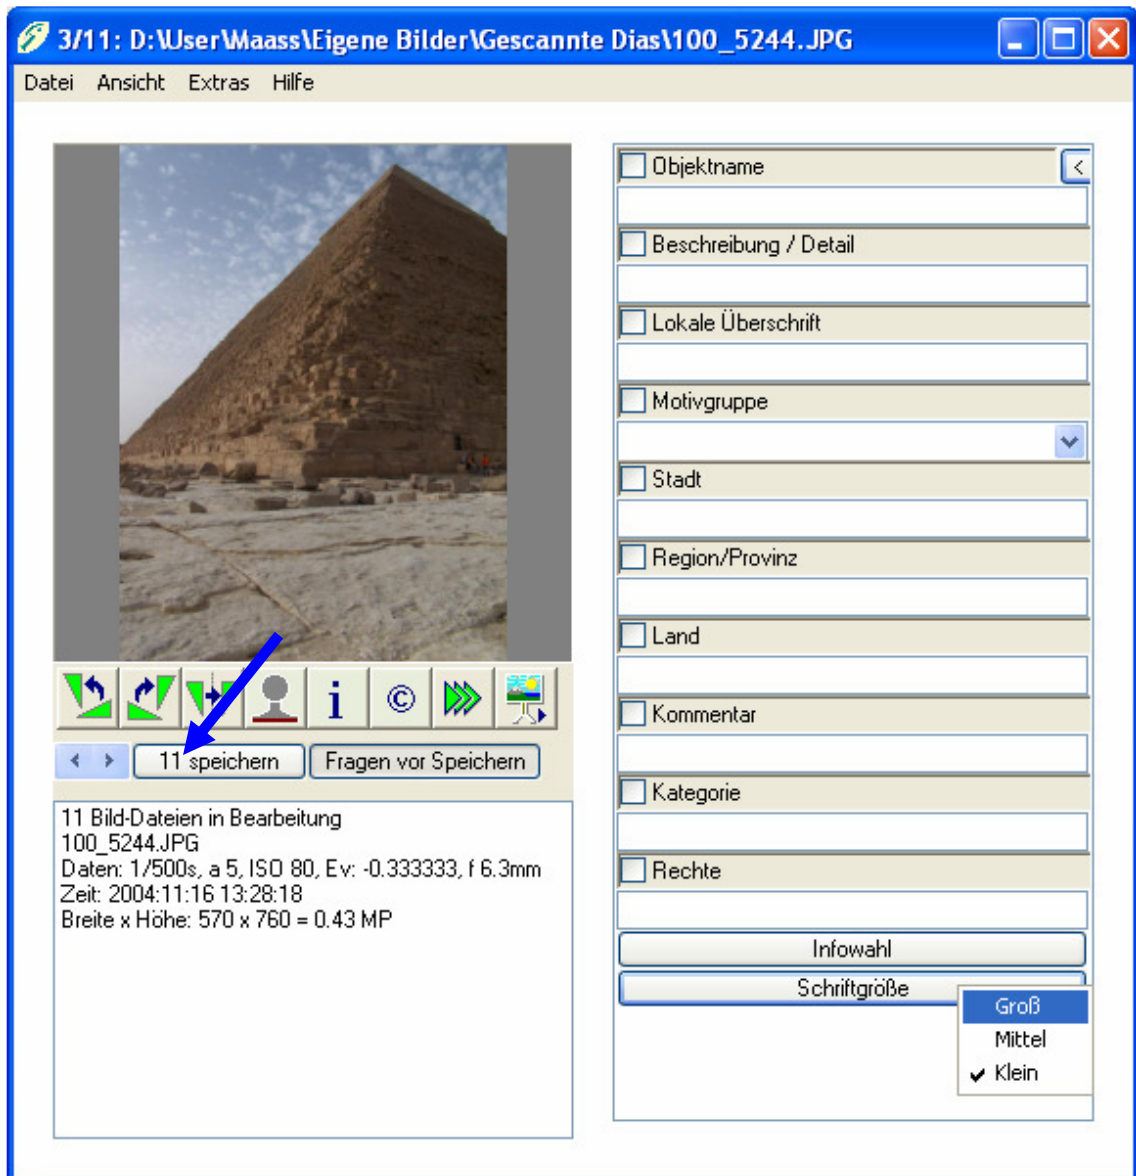 3/11: D:\User\Maass\Eigene Bilder\Gescannte Dias\100_5244.JPG
Datei Ansicht Extras Hilfe
Objektname
<
Beschreibung / Detail
Lokale Überschrift
Motivgruppe
Stadt
Region/Provinz
Land
Kommentar
Kategorie
Rechte
Infowahl
Schriftgröße
Groß
Mittel
Klein
i ©
11 speichern Fragen vor Speichern
11 Bild-Dateien in Bearbeitung
100_5244.JPG
Daten: 1/500s, a 5, ISO 80, Ev: -0.333333, f 6.3mm
Zeit: 2004:11:16 13:28:18
Breite x Höhe: 570 x 760 = 0.43 MP